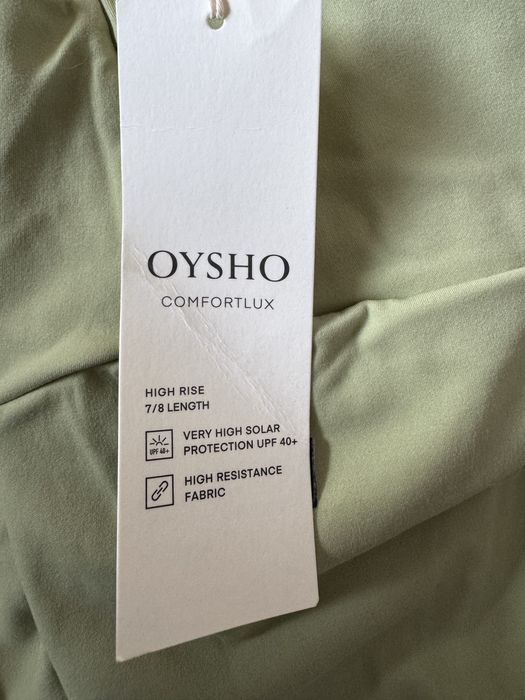 OYSHO
COMFORTLUX
HIGH RISE
7/8 LENGTH
UPF 40+
VERY HIGH SOLAR
PROTECTION UPF 40+
HIGH RESISTANCE
FABRIC